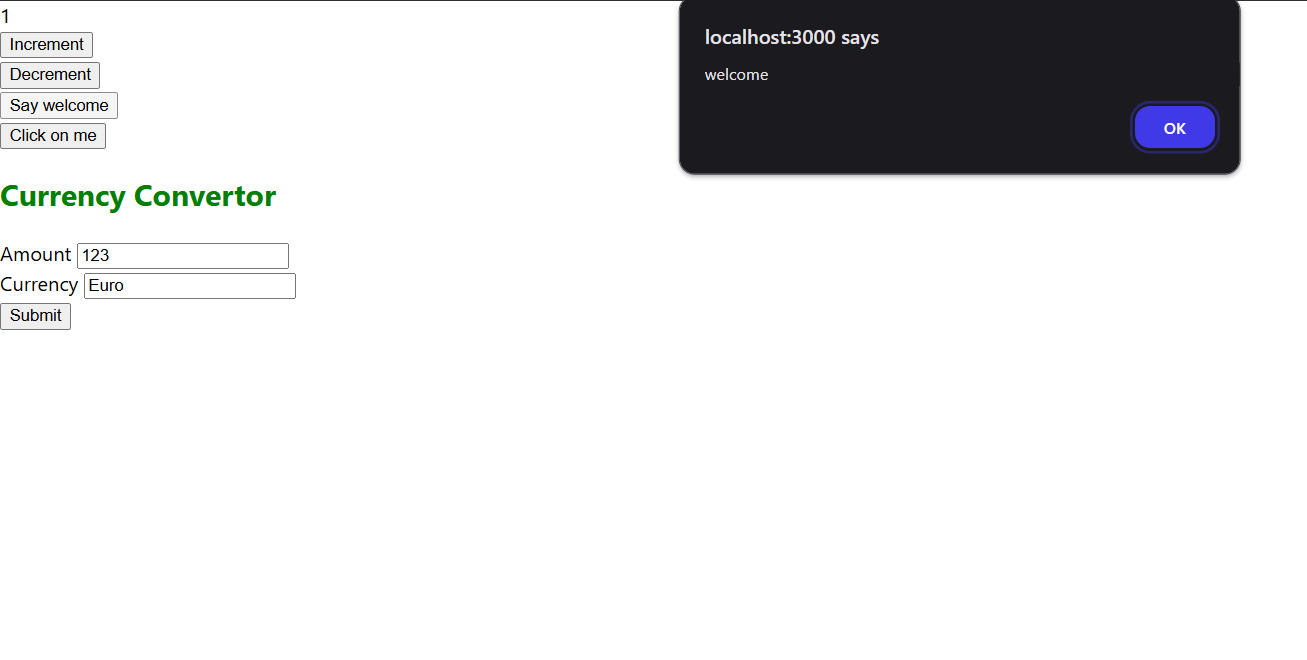 1
Increment
Decrement
Say welcome
Click on me
Currency Convertor
Amount 123
Currency Euro
Submit
localhost:3000 says
welcome
OK